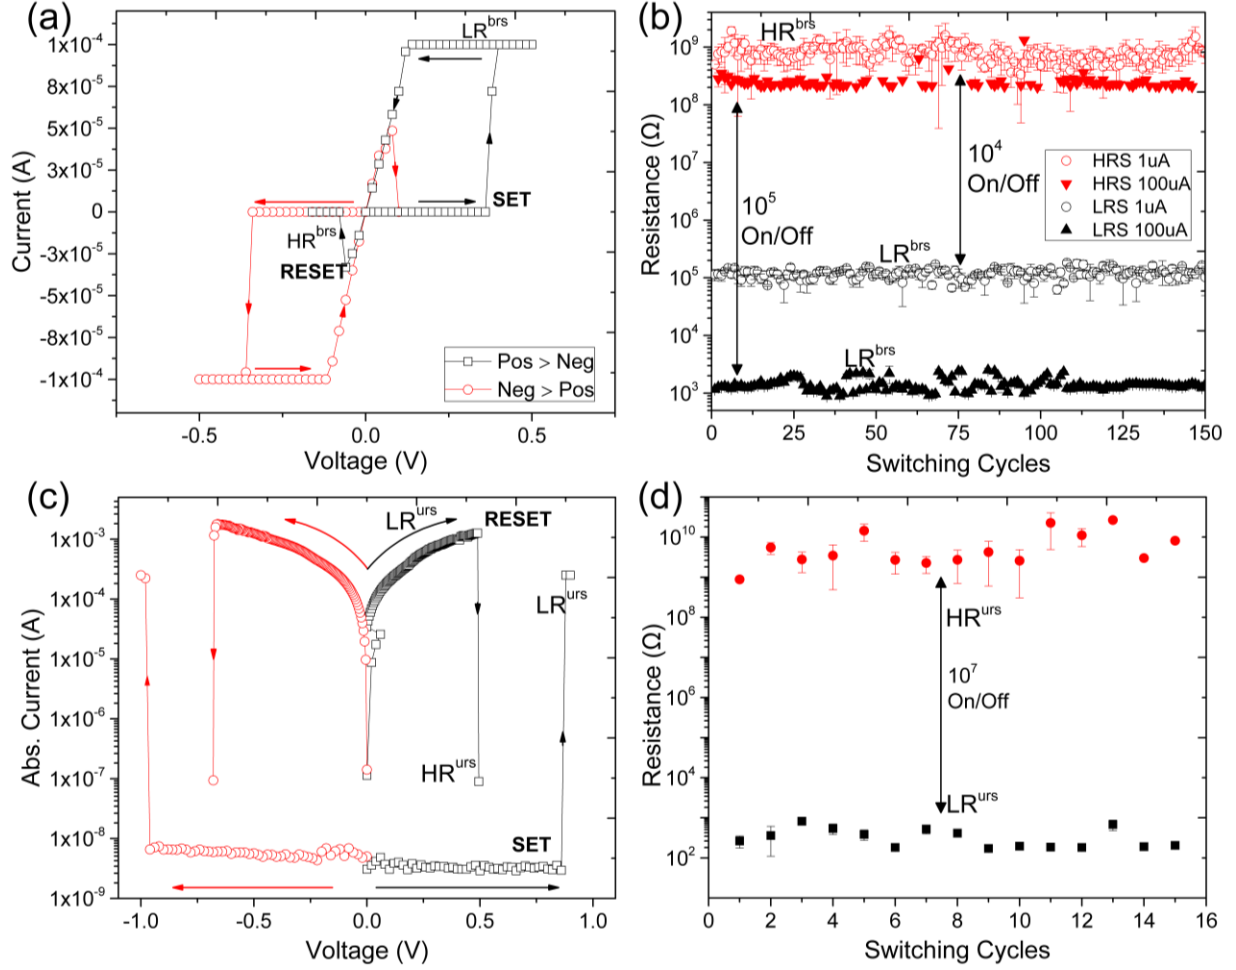 (a)
LR^brs
1x10^-4
8x10^-5
5x10^-5
3x10^-5
0
-3x10^-5
-5x10^-5
-8x10^-5
-1x10^-4
Current (A)
SET
HR^brs
RESET
Pos > Neg
Neg > Pos
-0.5 0.0 0.5
Voltage (V)
(b)
HR^brs
10^9
10^8
10^7
10^6
10^5
10^4
10^3
Resistance (Ω)
10^4
On/Off
HRS 1uA
HRS 100uA
LRS 1uA
LRS 100uA
10^5
On/Off
LR^brs
LR^brs
0 25 50 75 100 125 150
Switching Cycles
(c)
LR^urs
RESET
1x10^-3
1x10^-4
1x10^-5
1x10^-6
1x10^-7
1x10^-8
1x10^-9
Abs. Current (A)
LR^urs
HR^urs
SET
-1.0 -0.5 0.0 0.5 1.0
Voltage (V)
(d)
10^10
10^8
10^6
10^4
10^2
Resistance (Ω)
HR^urs
10^7
On/Off
LR^urs
0 2 4 6 8 10 12 14 16
Switching Cycles